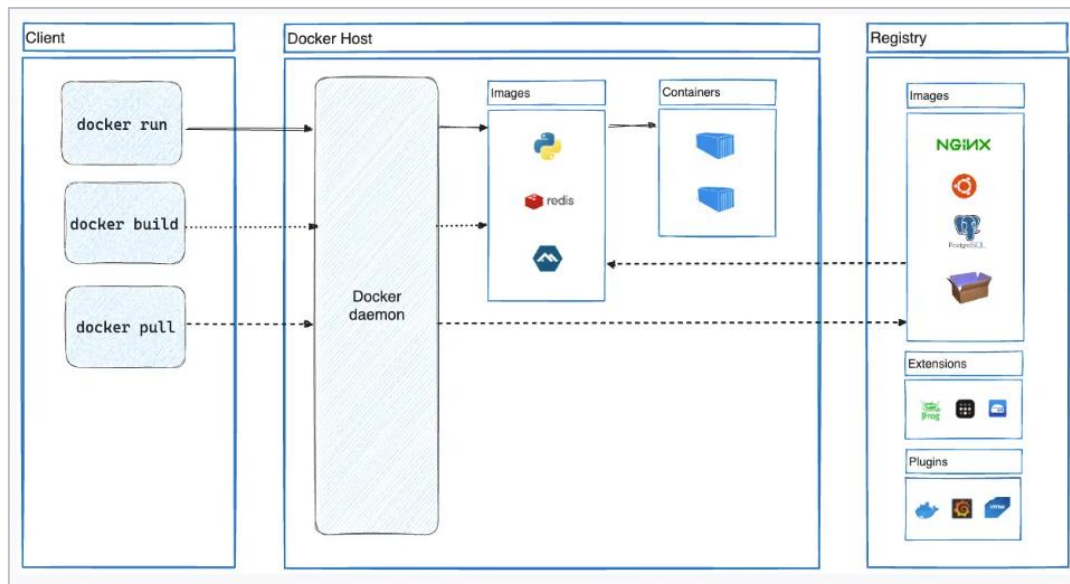 Client
docker run
docker build
docker pull
Docker Host
Docker
daemon
Images
redis
Containers
Registry
Images
NGINX
PostgreSQL
Extensions
JFrog
Plugins